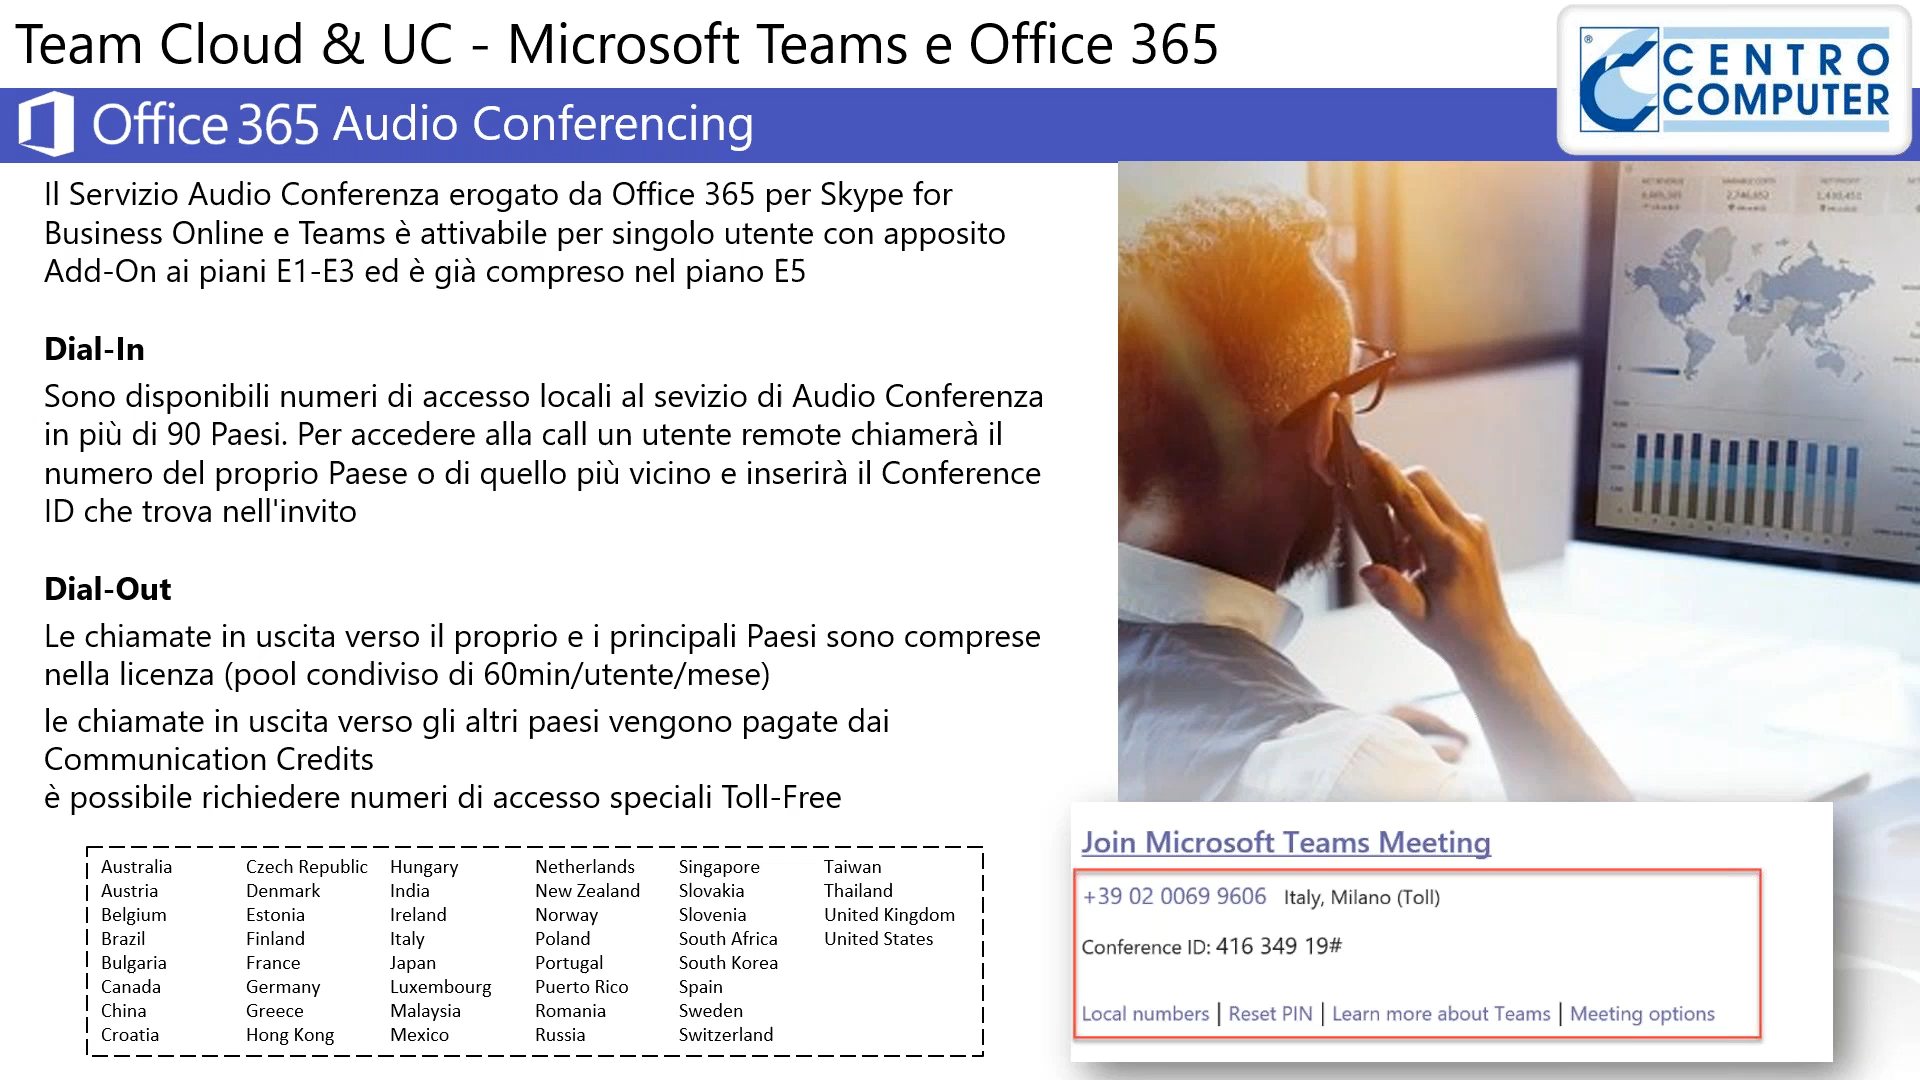 Team Cloud & UC - Microsoft Teams e Office 365
CENTRO
COMPUTER
®
Office 365 Audio Conferencing
Il Servizio Audio Conferenza erogato da Office 365 per Skype for
Business Online e Teams è attivabile per singolo utente con apposito
Add-On ai piani E1-E3 ed è già compreso nel piano E5
Dial-In
Sono disponibili numeri di accesso locali al sevizio di Audio Conferenza
in più di 90 Paesi. Per accedere alla call un utente remote chiamerà il
numero del proprio Paese o di quello più vicino e inserirà il Conference
ID che trova nell'invito
Dial-Out
Le chiamate in uscita verso il proprio e i principali Paesi sono comprese
nella licenza (pool condiviso di 60min/utente/mese)
le chiamate in uscita verso gli altri paesi vengono pagate dai
Communication Credits
è possibile richiedere numeri di accesso speciali Toll-Free
Australia Czech Republic Hungary Netherlands Singapore Taiwan
Austria Denmark India New Zealand Slovakia Thailand
Belgium Estonia Ireland Norway Slovenia United Kingdom
Brazil Finland Italy Poland South Africa United States
Bulgaria France Japan Portugal South Korea
Canada Germany Luxembourg Puerto Rico Spain
China Greece Malaysia Romania Sweden
Croatia Hong Kong Mexico Russia Switzerland
Join Microsoft Teams Meeting
+39 02 0069 9606 Italy, Milano (Toll)
Conference ID: 416 349 19#
Local numbers | Reset PIN | Learn more about Teams | Meeting options